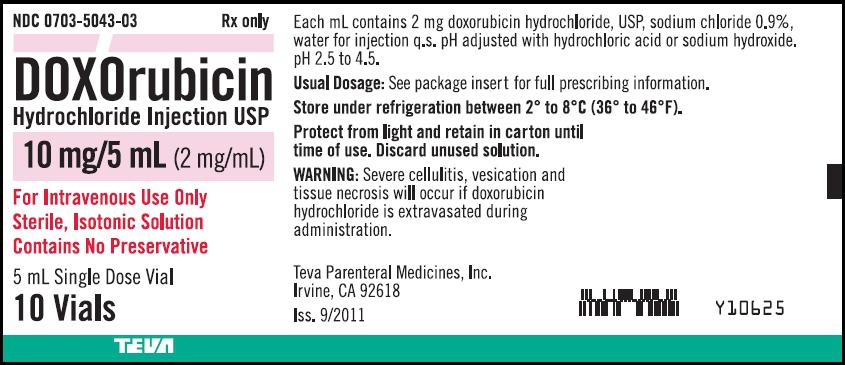 NDC 0703-5043-03 Rx only
DOXOrubicin
Hydrochloride Injection USP
10 mg/5 mL (2 mg/mL)
For Intravenous Use Only
Sterile, Isotonic Solution
Contains No Preservative
5 mL Single Dose Vial
10 Vials
Each mL contains 2 mg doxorubicin hydrochloride, USP, sodium chloride 0.9%,
water for injection q.s. pH adjusted with hydrochloric acid or sodium hydroxide.
pH 2.5 to 4.5.
Usual Dosage: See package insert for full prescribing information.
Store under refrigeration between 2° to 8°C (36° to 46°F).
Protect from light and retain in carton until
time of use. Discard unused solution.
WARNING: Severe cellulitis, vesication and
tissue necrosis will occur if doxorubicin
hydrochloride is extravasated during
administration.
Teva Parenteral Medicines, Inc.
Irvine, CA 92618
Iss. 9/2011
Y10625
TEVA